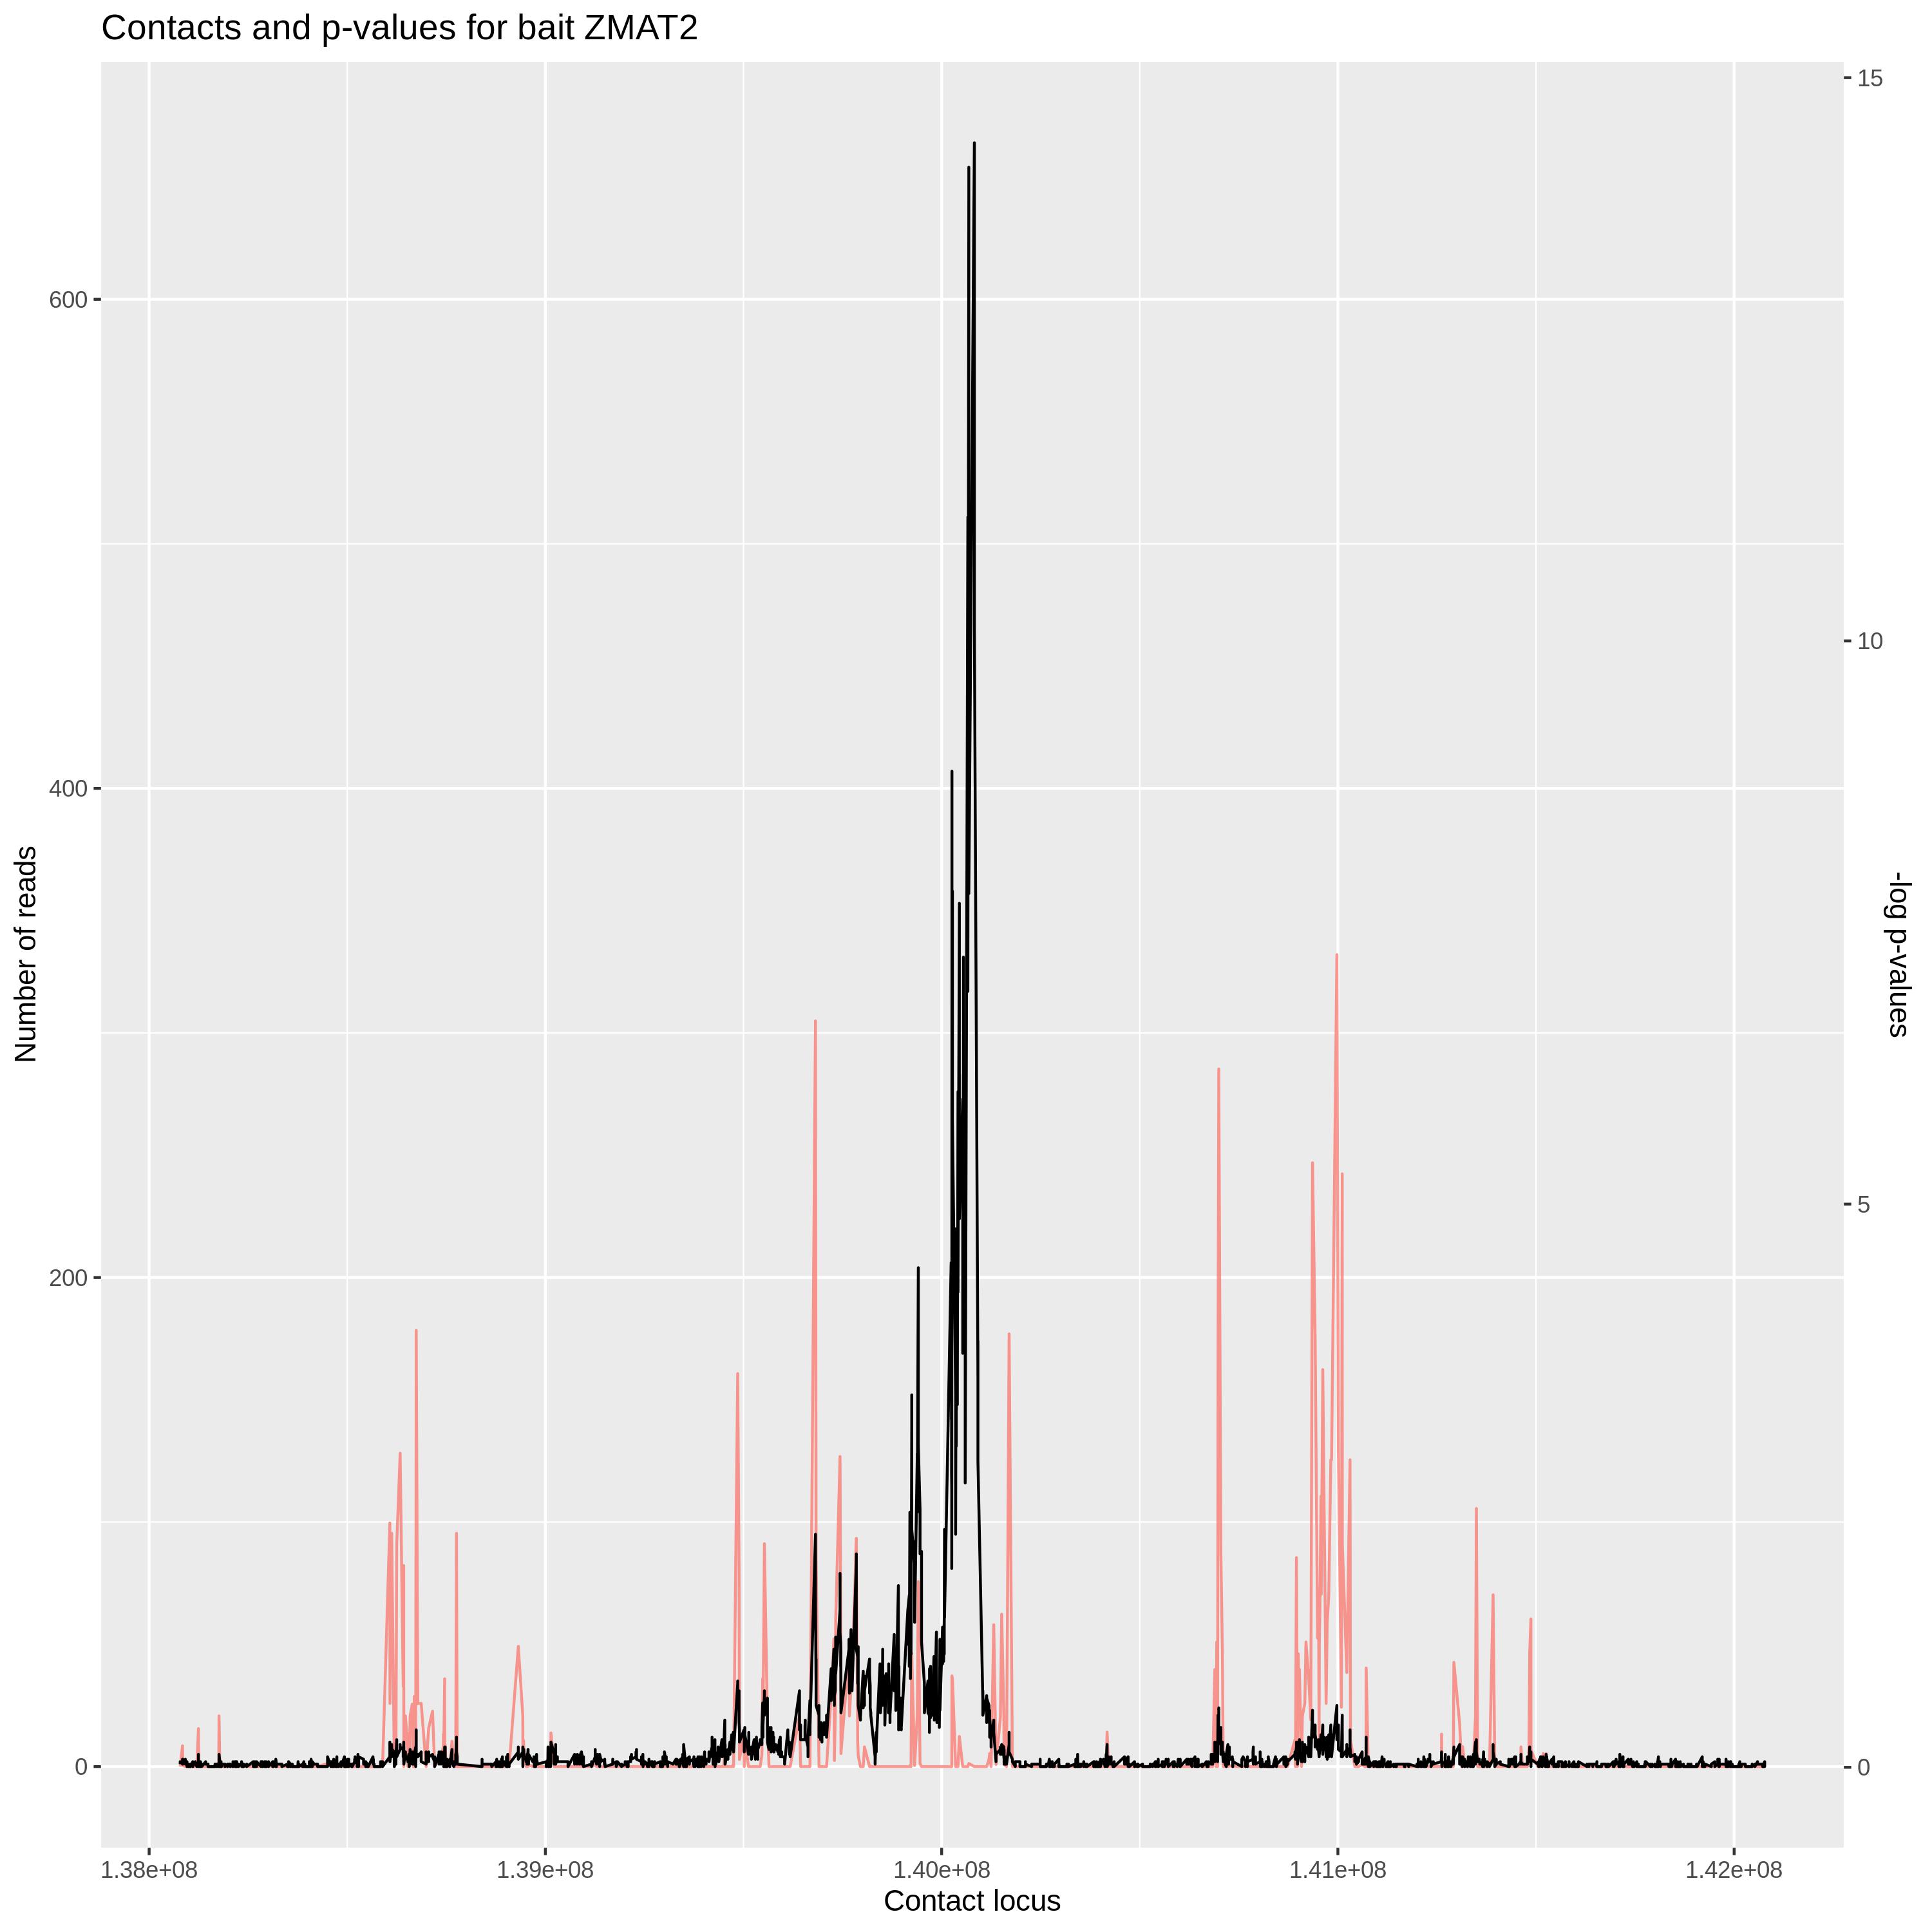 Contacts and p-values for bait ZMAT2
15
600
10
400
Number of reads
-log p-values
5
200
0
0
1.38e+08
1.39e+08
1.40e+08
1.41e+08
1.42e+08
Contact locus